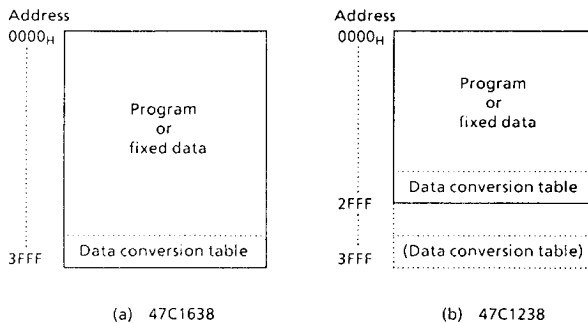 Address
0000H
Program
or
fixed data
Data conversion table
3FFF
(a) 47C1638
Address
0000H
Program
or
fixed data
Data conversion table
2FFF
(Data conversion table)
3FFF
(b) 47C1238